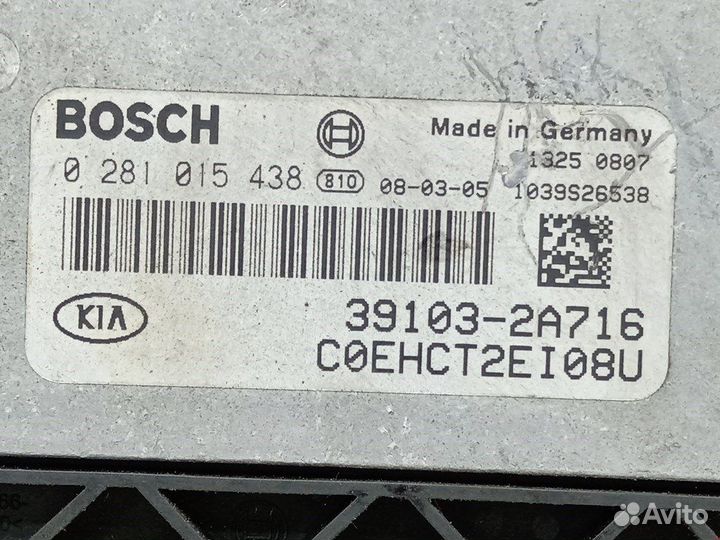 BOSCH
Made in Germany
1325 0807
0 281 015 438 810 08-03-05 1039S26538
KIA
39103-2A716
C0EHCT2EI08U
Avito